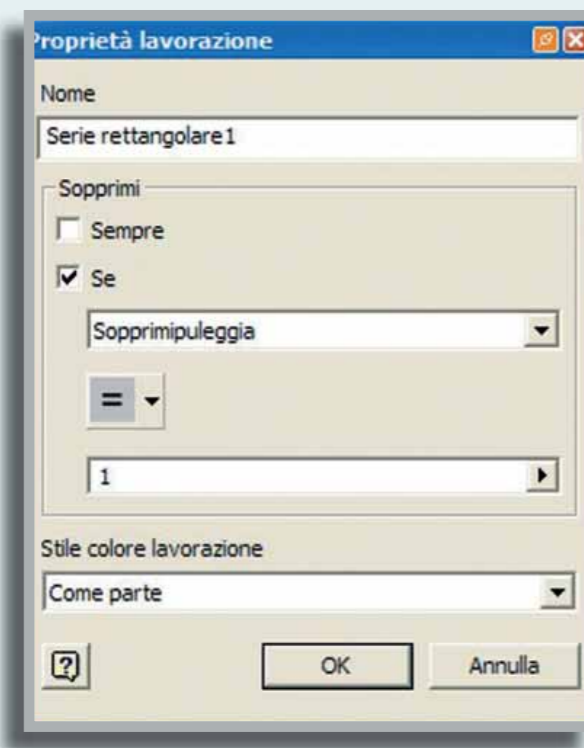 Proprietà lavorazione
Nome
Serie rettangolare1
Sopprimi
Sempre
Se
Sopprimipuleggia
=
1
Stile colore lavorazione
Come parte
?
OK
Annulla